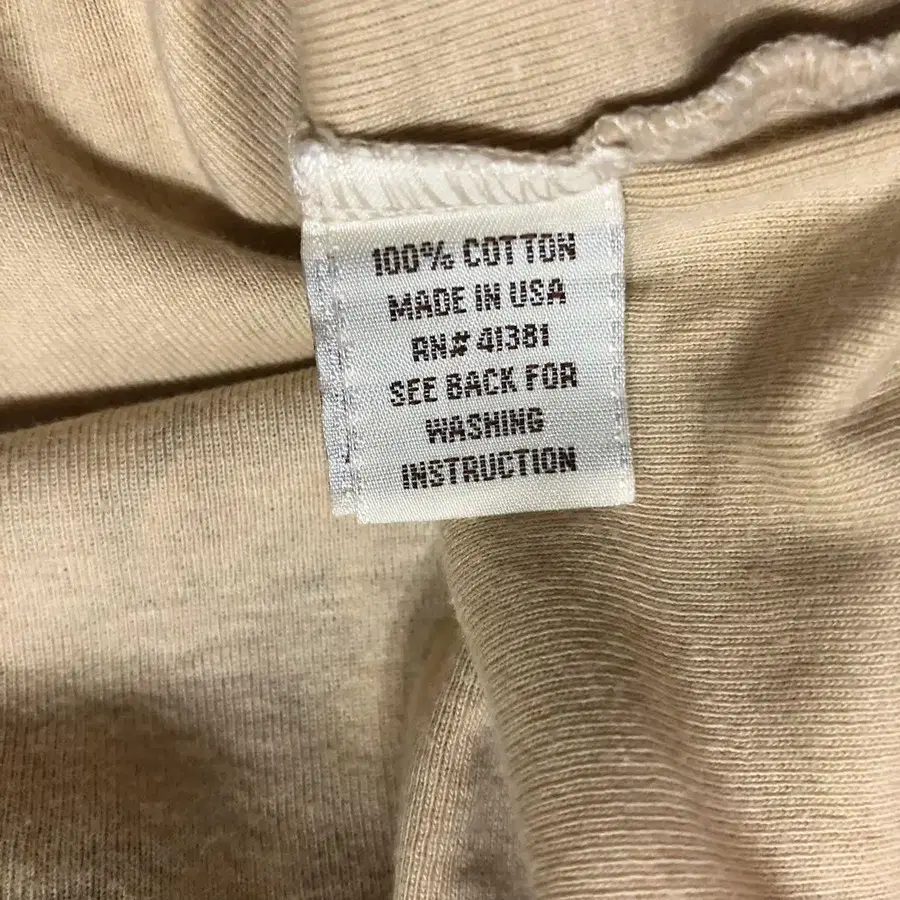 100% COTTON
MADE IN USA
RN# 41381
SEE BACK FOR
WASHING
INSTRUCTION